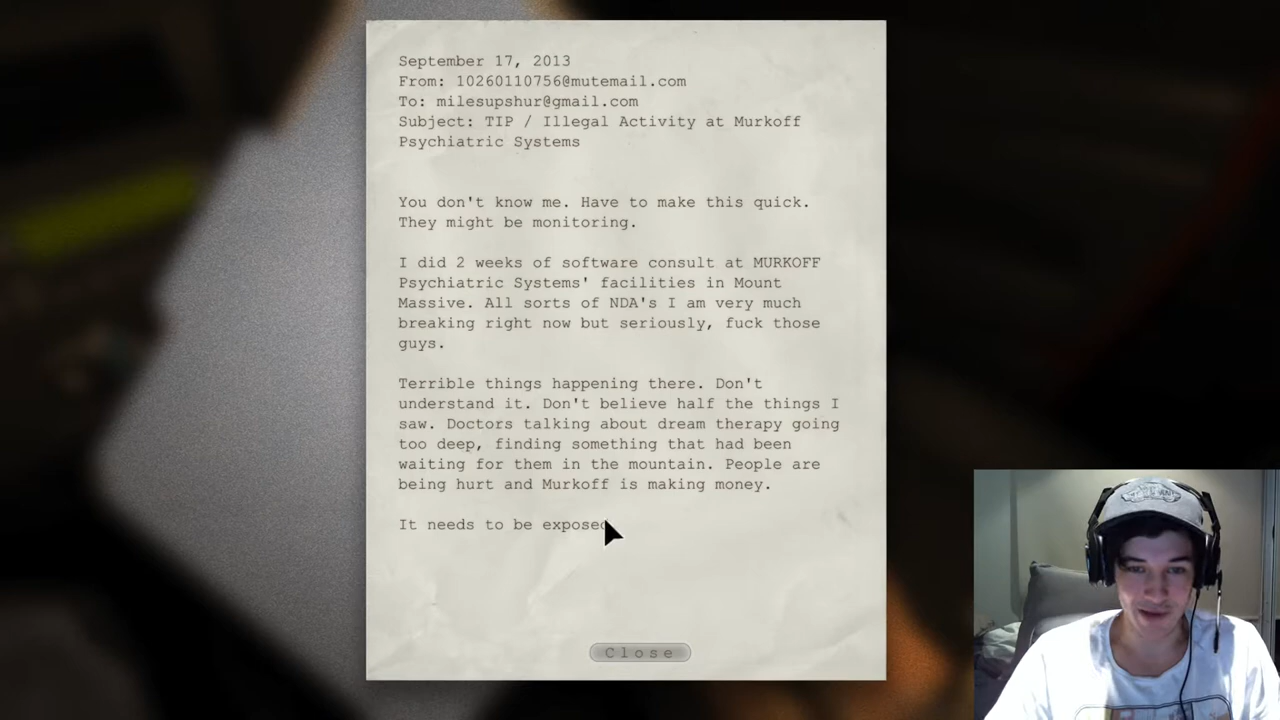 September 17, 2013
From: 10260110756@mutemail.com
To: milesupshur@gmail.com
Subject: TIP / Illegal Activity at Murkoff
Psychiatric Systems
You don't know me. Have to make this quick.
They might be monitoring.
I did 2 weeks of software consult at MURKOFF
Psychiatric Systems' facilities in Mount
Massive. All sorts of NDA's I am very much
breaking right now but seriously, fuck those
guys.
Terrible things happening there. Don't
understand it. Don't believe half the things I
saw. Doctors talking about dream therapy going
too deep, finding something that had been
waiting for them in the mountain. People are
being hurt and Murkoff is making money.
It needs to be exposed
Close